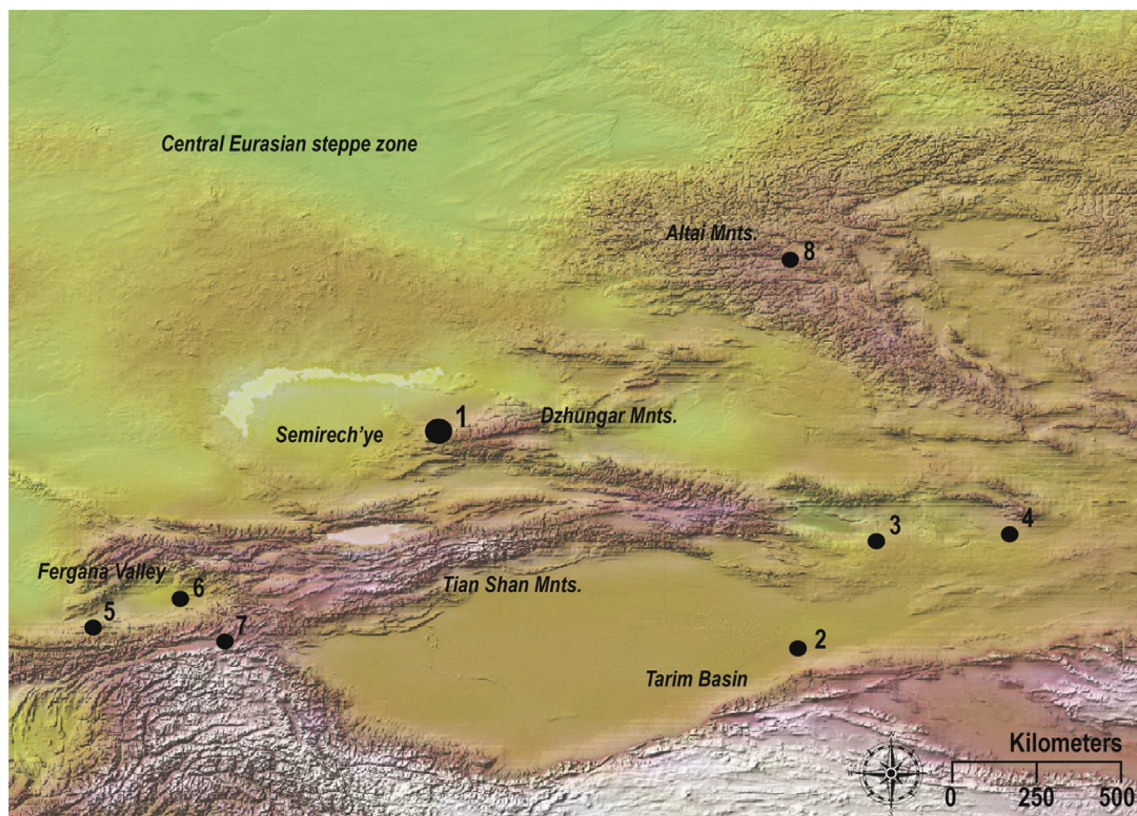 Central Eurasian steppe zone
Altai Mnts.
8
1
Dzhungar Mnts.
Semirech'ye
3
4
Fergana Valley
6
Tian Shan Mnts.
5
7
2
Tarim Basin
Kilometers
0 250 500